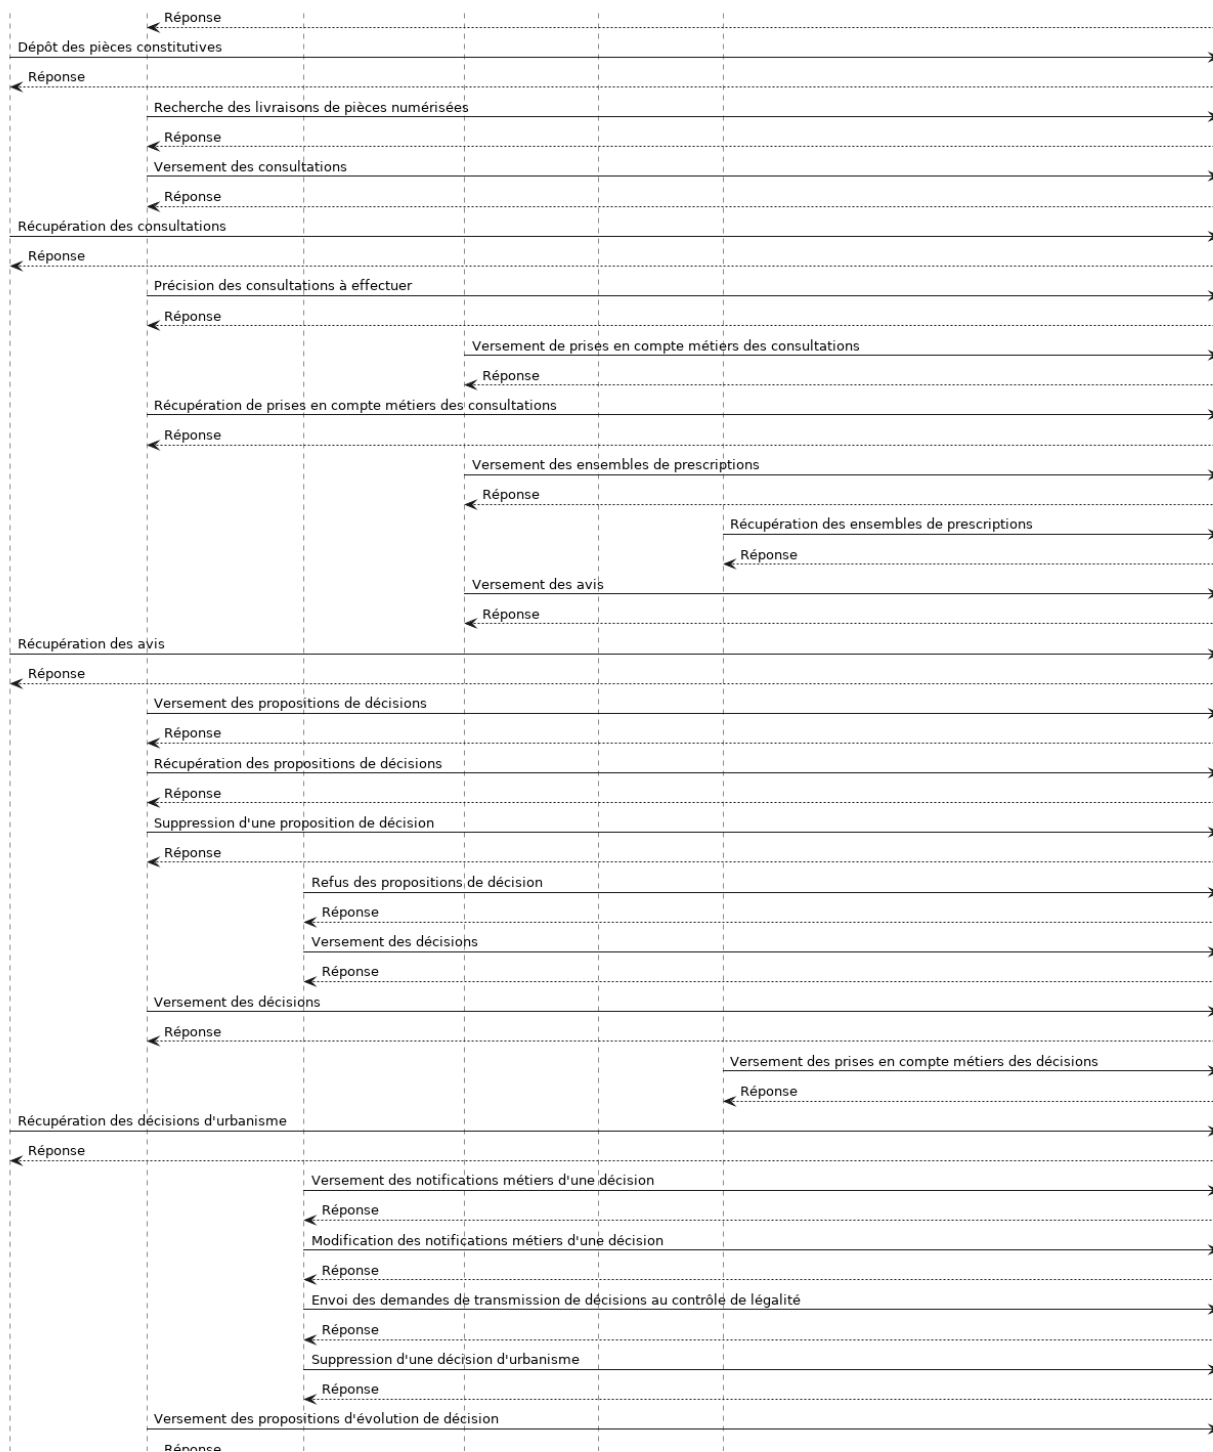 Réponse
Dépôt des pièces constitutives
Réponse
Recherche des livraisons de pièces numérisées
Réponse
Versement des consultations
Réponse
Récupération des consultations
Réponse
Précision des consultations à effectuer
Réponse
Versement de prises en compte métiers des consultations
Réponse
Récupération de prises en compte métiers des consultations
Réponse
Versement des ensembles de prescriptions
Réponse
Récupération des ensembles de prescriptions
Réponse
Versement des avis
Réponse
Récupération des avis
Réponse
Versement des propositions de décisions
Réponse
Récupération des propositions de décisions
Réponse
Suppression d'une proposition de décision
Réponse
Refus des propositions de décision
Réponse
Versement des décisions
Réponse
Versement des décisions
Réponse
Versement des prises en compte métiers des décisions
Réponse
Récupération des décisions d'urbanisme
Réponse
Versement des notifications métiers d'une décision
Réponse
Modification des notifications métiers d'une décision
Réponse
Envoi des demandes de transmission de décisions au contrôle de légalité
Réponse
Suppression d'une décision d'urbanisme
Réponse
Versement des propositions d'évolution de décision
Réponse